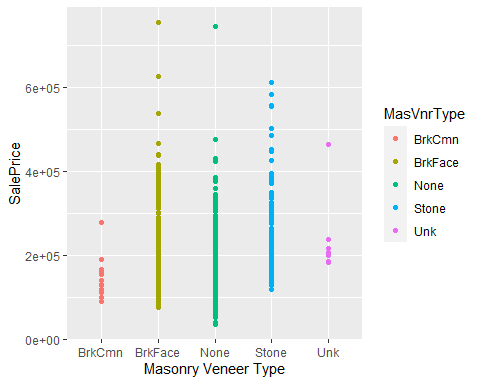 SalePrice
6e+05
4e+05
2e+05
0e+00
BrkCmn BrkFace None Stone Unk
Masonry Veneer Type
MasVnrType
BrkCmn
BrkFace
None
Stone
Unk